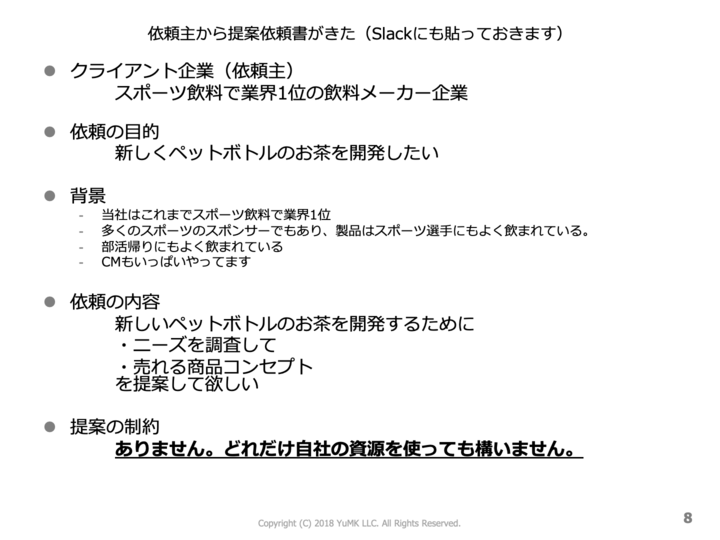 依頼主から提案依頼書がきた（Slackにも貼っておきます）
● クライアント企業（依頼主）
スポーツ飲料で業界1位の飲料メーカー企業
● 依頼の目的
新しくペットボトルのお茶を開発したい
● 背景
- 当社はこれまでスポーツ飲料で業界1位
- 多くのスポーツのスポンサーでもあり、製品はスポーツ選手にもよく飲まれている。
- 部活帰りにもよく飲まれている
- CMもいっぱいやってます
● 依頼の内容
新しいペットボトルのお茶を開発するために
・ニーズを調査して
・売れる商品コンセプト
を提案して欲しい
● 提案の制約
ありません。どれだけ自社の資源を使っても構いません。
Copyright (C) 2018 YuMK LLC. All Rights Reserved.
8